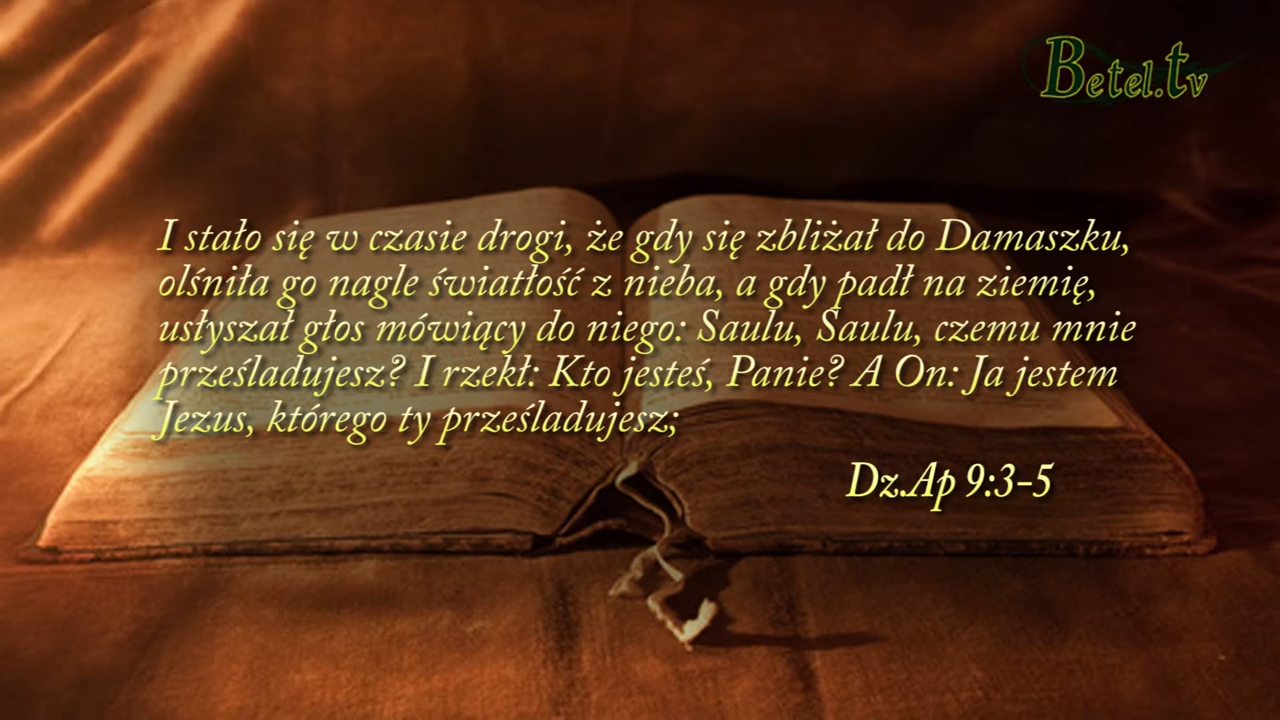 Betel.tv
I stało się w czasie drogi, że gdy się zbliżał do Damaszku,
olśniła go nagle światłość z nieba, a gdy padł na ziemię,
usłyszał głos mówiący do niego: Saulu, Saulu, czemu mnie
prześladujesz? I rzekł: Kto jesteś, Panie? A On: Ja jestem
Jezus, którego ty prześladujesz;
Dz.Ap 9:3-5